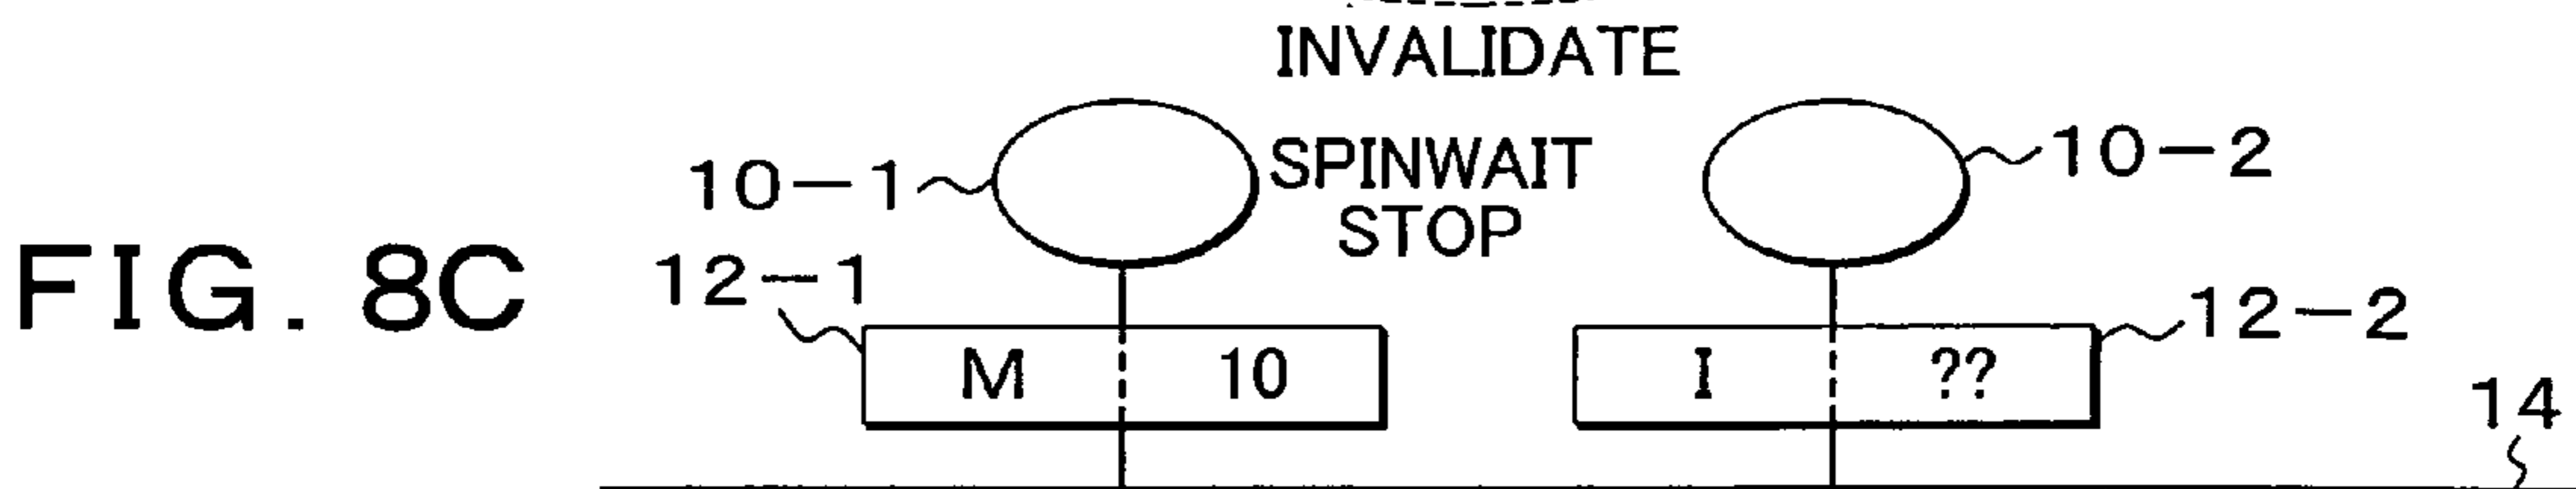 INVALIDATE
10-1
SPINWAIT
STOP
10-2
FIG. 8C
12-1
12-2
M 10
I ??
14